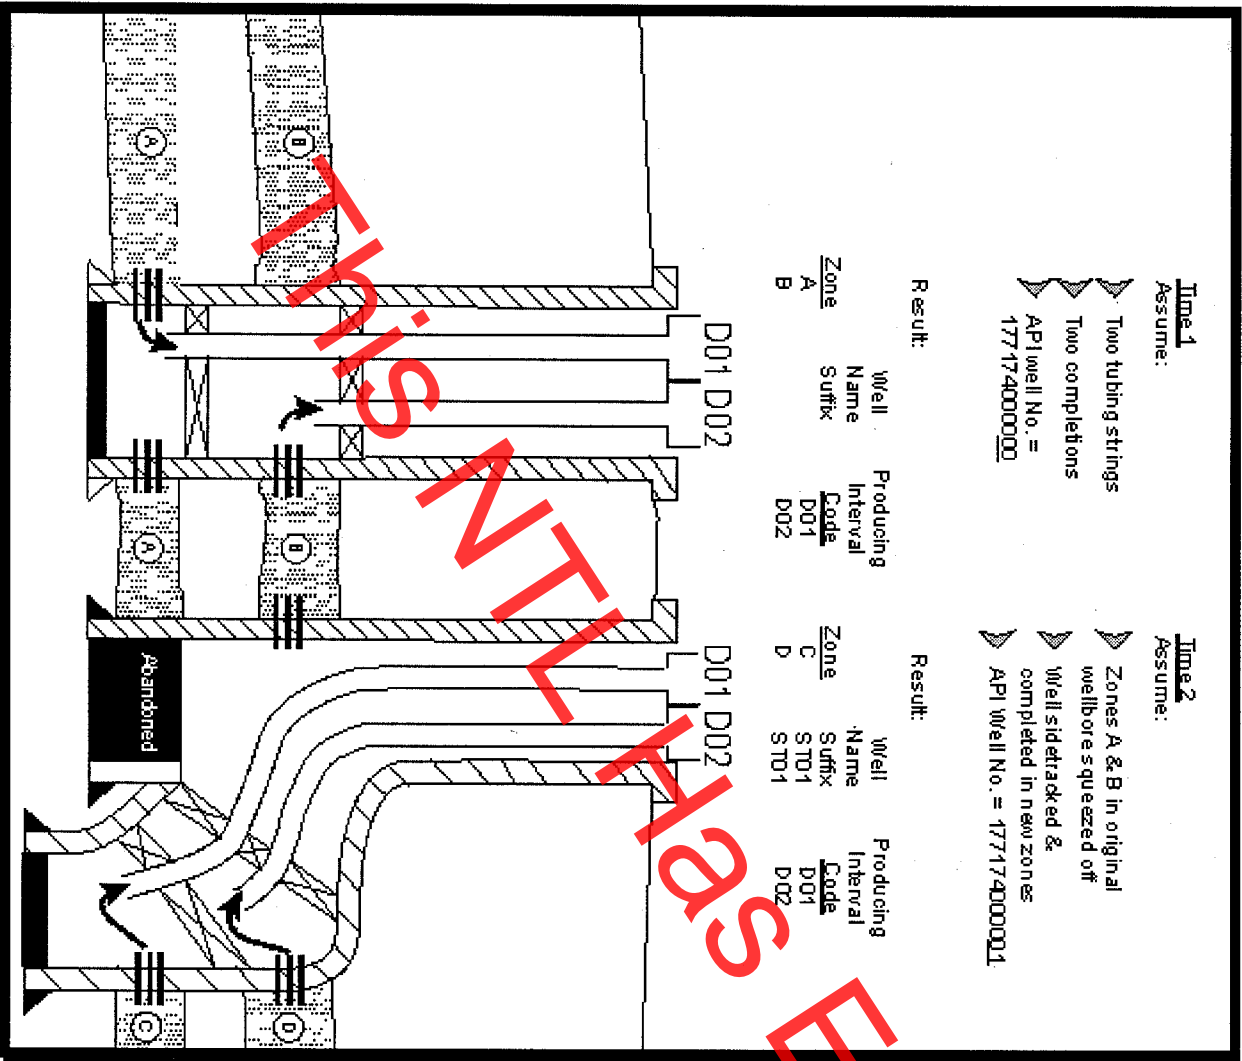 Time 1
Assume:
Two tubing strings
Two completions
API well No. =
177174000000
Result:
Well Producing
Name Interval
Zone Suffix Code
A D01
B D02
D01 D02
B B
A A
Time 2
Assume:
Zones A & B in original
wellbore squeezed off
Well sidetracked &
completed in new zones
API Well No. = 177174000001
Result:
Well Producing
Name Interval
Zone Suffix Code
C ST01 D01
D ST01 D02
D01 D02
Abandoned
D
C
This NTL Has E